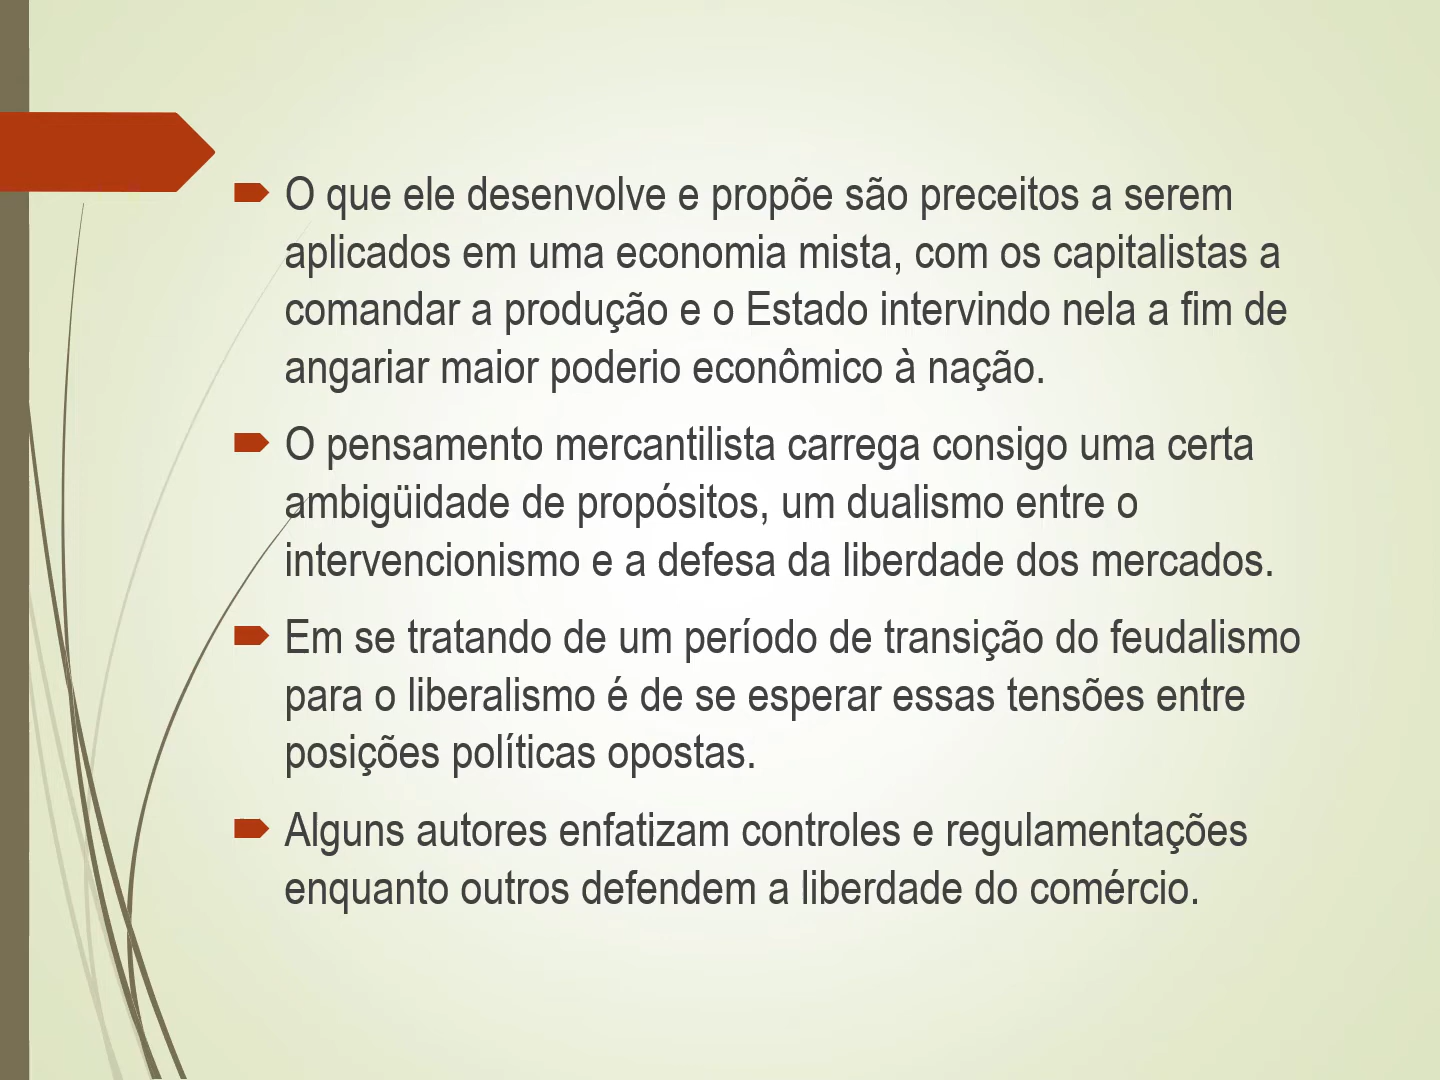 O que ele desenvolve e propõe são preceitos a serem
aplicados em uma economia mista, com os capitalistas a
comandar a produção e o Estado intervindo nela a fim de
angariar maior poderio econômico à nação.
O pensamento mercantilista carrega consigo uma certa
ambigüidade de propósitos, um dualismo entre o
intervencionismo e a defesa da liberdade dos mercados.
Em se tratando de um período de transição do feudalismo
para o liberalismo é de se esperar essas tensões entre
posições políticas opostas.
Alguns autores enfatizam controles e regulamentações
enquanto outros defendem a liberdade do comércio.